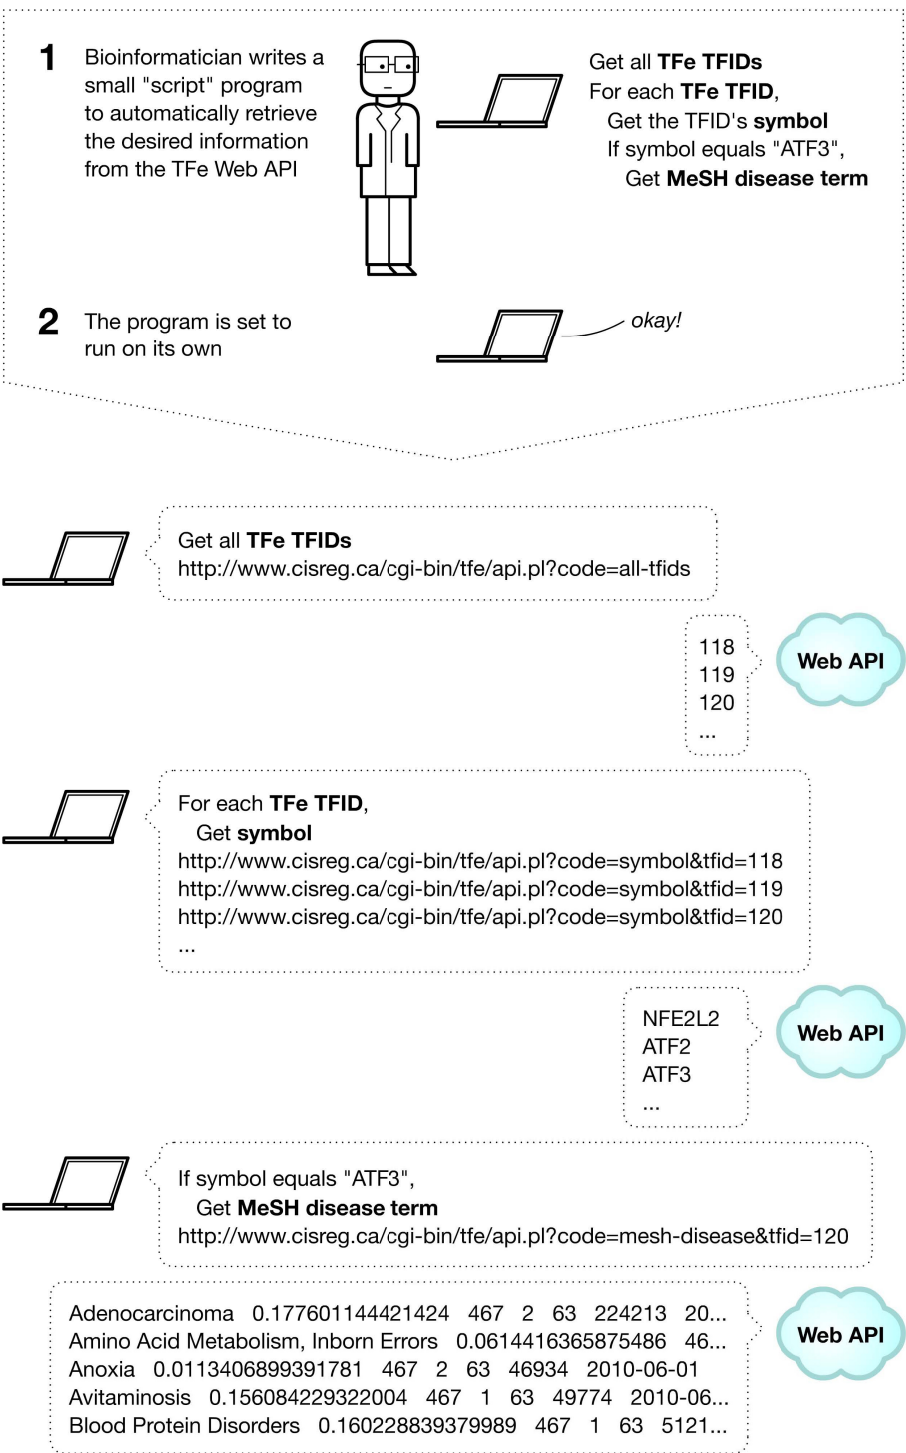 1
Bioinformatician writes a
small "script" program
to automatically retrieve
the desired information
from the TFe Web API
Get all TFe TFIDs
For each TFe TFID,
Get the TFID's symbol
If symbol equals "ATF3",
Get MeSH disease term
2
The program is set to
run on its own
okay!
Get all TFe TFIDs
http://www.cisreg.ca/cgi-bin/tfe/api.pl?code=all-tfids
118
119
120
...
Web API
For each TFe TFID,
Get symbol
http://www.cisreg.ca/cgi-bin/tfe/api.pl?code=symbol&tfid=118
http://www.cisreg.ca/cgi-bin/tfe/api.pl?code=symbol&tfid=119
http://www.cisreg.ca/cgi-bin/tfe/api.pl?code=symbol&tfid=120
...
NFE2L2
ATF2
ATF3
...
Web API
If symbol equals "ATF3",
Get MeSH disease term
http://www.cisreg.ca/cgi-bin/tfe/api.pl?code=mesh-disease&tfid=120
Adenocarcinoma 0.177601144421424 467 2 63 224213 20...
Amino Acid Metabolism, Inborn Errors 0.0614416365875486 46...
Anoxia 0.0113406899391781 467 2 63 46934 2010-06-01
Avitaminosis 0.156084229322004 467 1 63 49774 2010-06...
Blood Protein Disorders 0.160228839379989 467 1 63 5121...
Web API